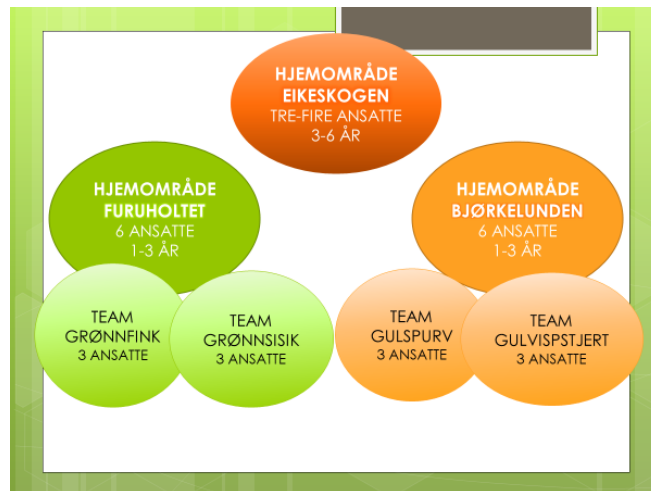 HJEMOMRÅDE
EIKESKOGEN
TRE-FIRE ANSATTE
3-6 ÅR
HJEMOMRÅDE
FURUHOLTET
6 ANSATTE
1-3 ÅR
HJEMOMRÅDE
BJØRKELUNDEN
6 ANSATTE
1-3 ÅR
TEAM
GRØNNFINK
3 ANSATTE
TEAM
GRØNNSISIK
3 ANSATTE
TEAM
GULSPURV
3 ANSATTE
TEAM
GULVISPSTJERT
3 ANSATTE